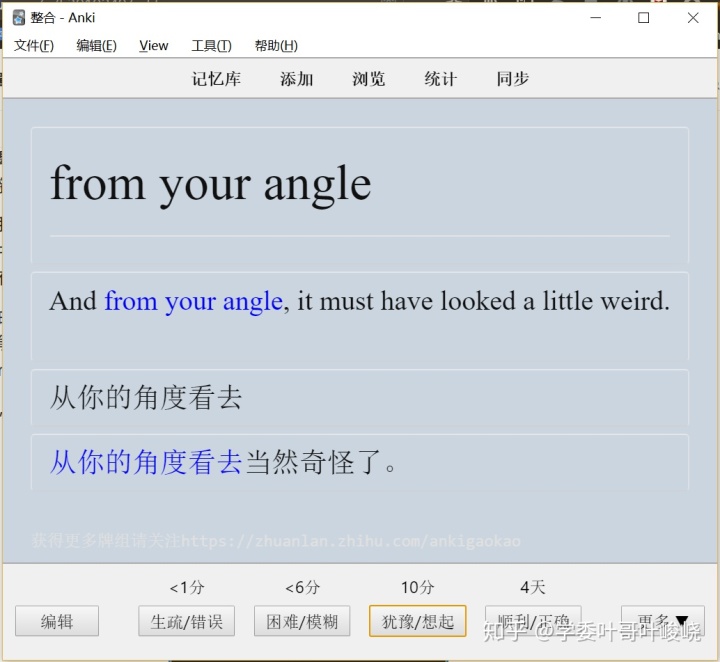 整合 - Anki
文件(F) 编辑(E) View 工具(T) 帮助(H)
记忆库 添加 浏览 统计 同步
from your angle
And from your angle, it must have looked a little weird.
从你的角度看去
从你的角度看去当然奇怪了。
获得更多牌组请关注https://zhuanlan.zhihu.com/ankigaokao
<1分 <6分 10分 4天
编辑 生疏/错误 困难/模糊 犹豫/想起 顺利/正确 更多▼
知乎 @学委叶哥叶峻峣